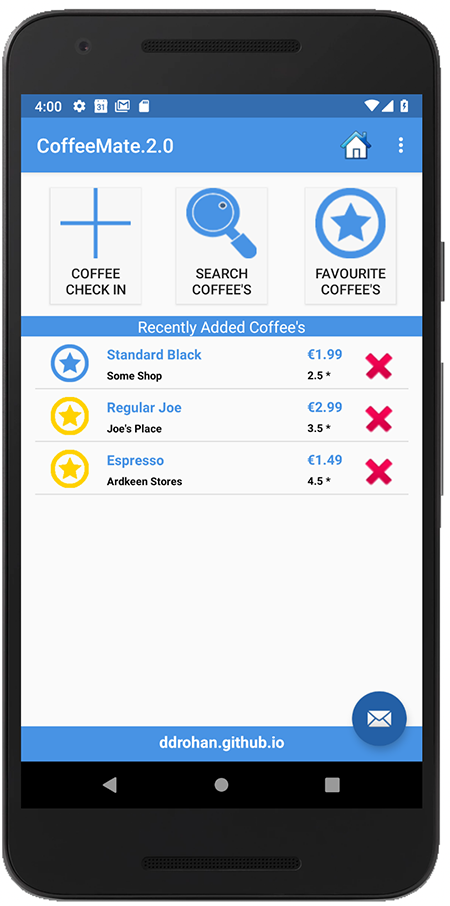 4:00
31
CoffeeMate.2.0
COFFEE
CHECK IN
SEARCH
COFFEE'S
FAVOURITE
COFFEE'S
Recently Added Coffee's
Standard Black €1.99
Some Shop 2.5 *
Regular Joe €2.99
Joe's Place 3.5 *
Espresso €1.49
Ardkeen Stores 4.5 *
ddrohan.github.io